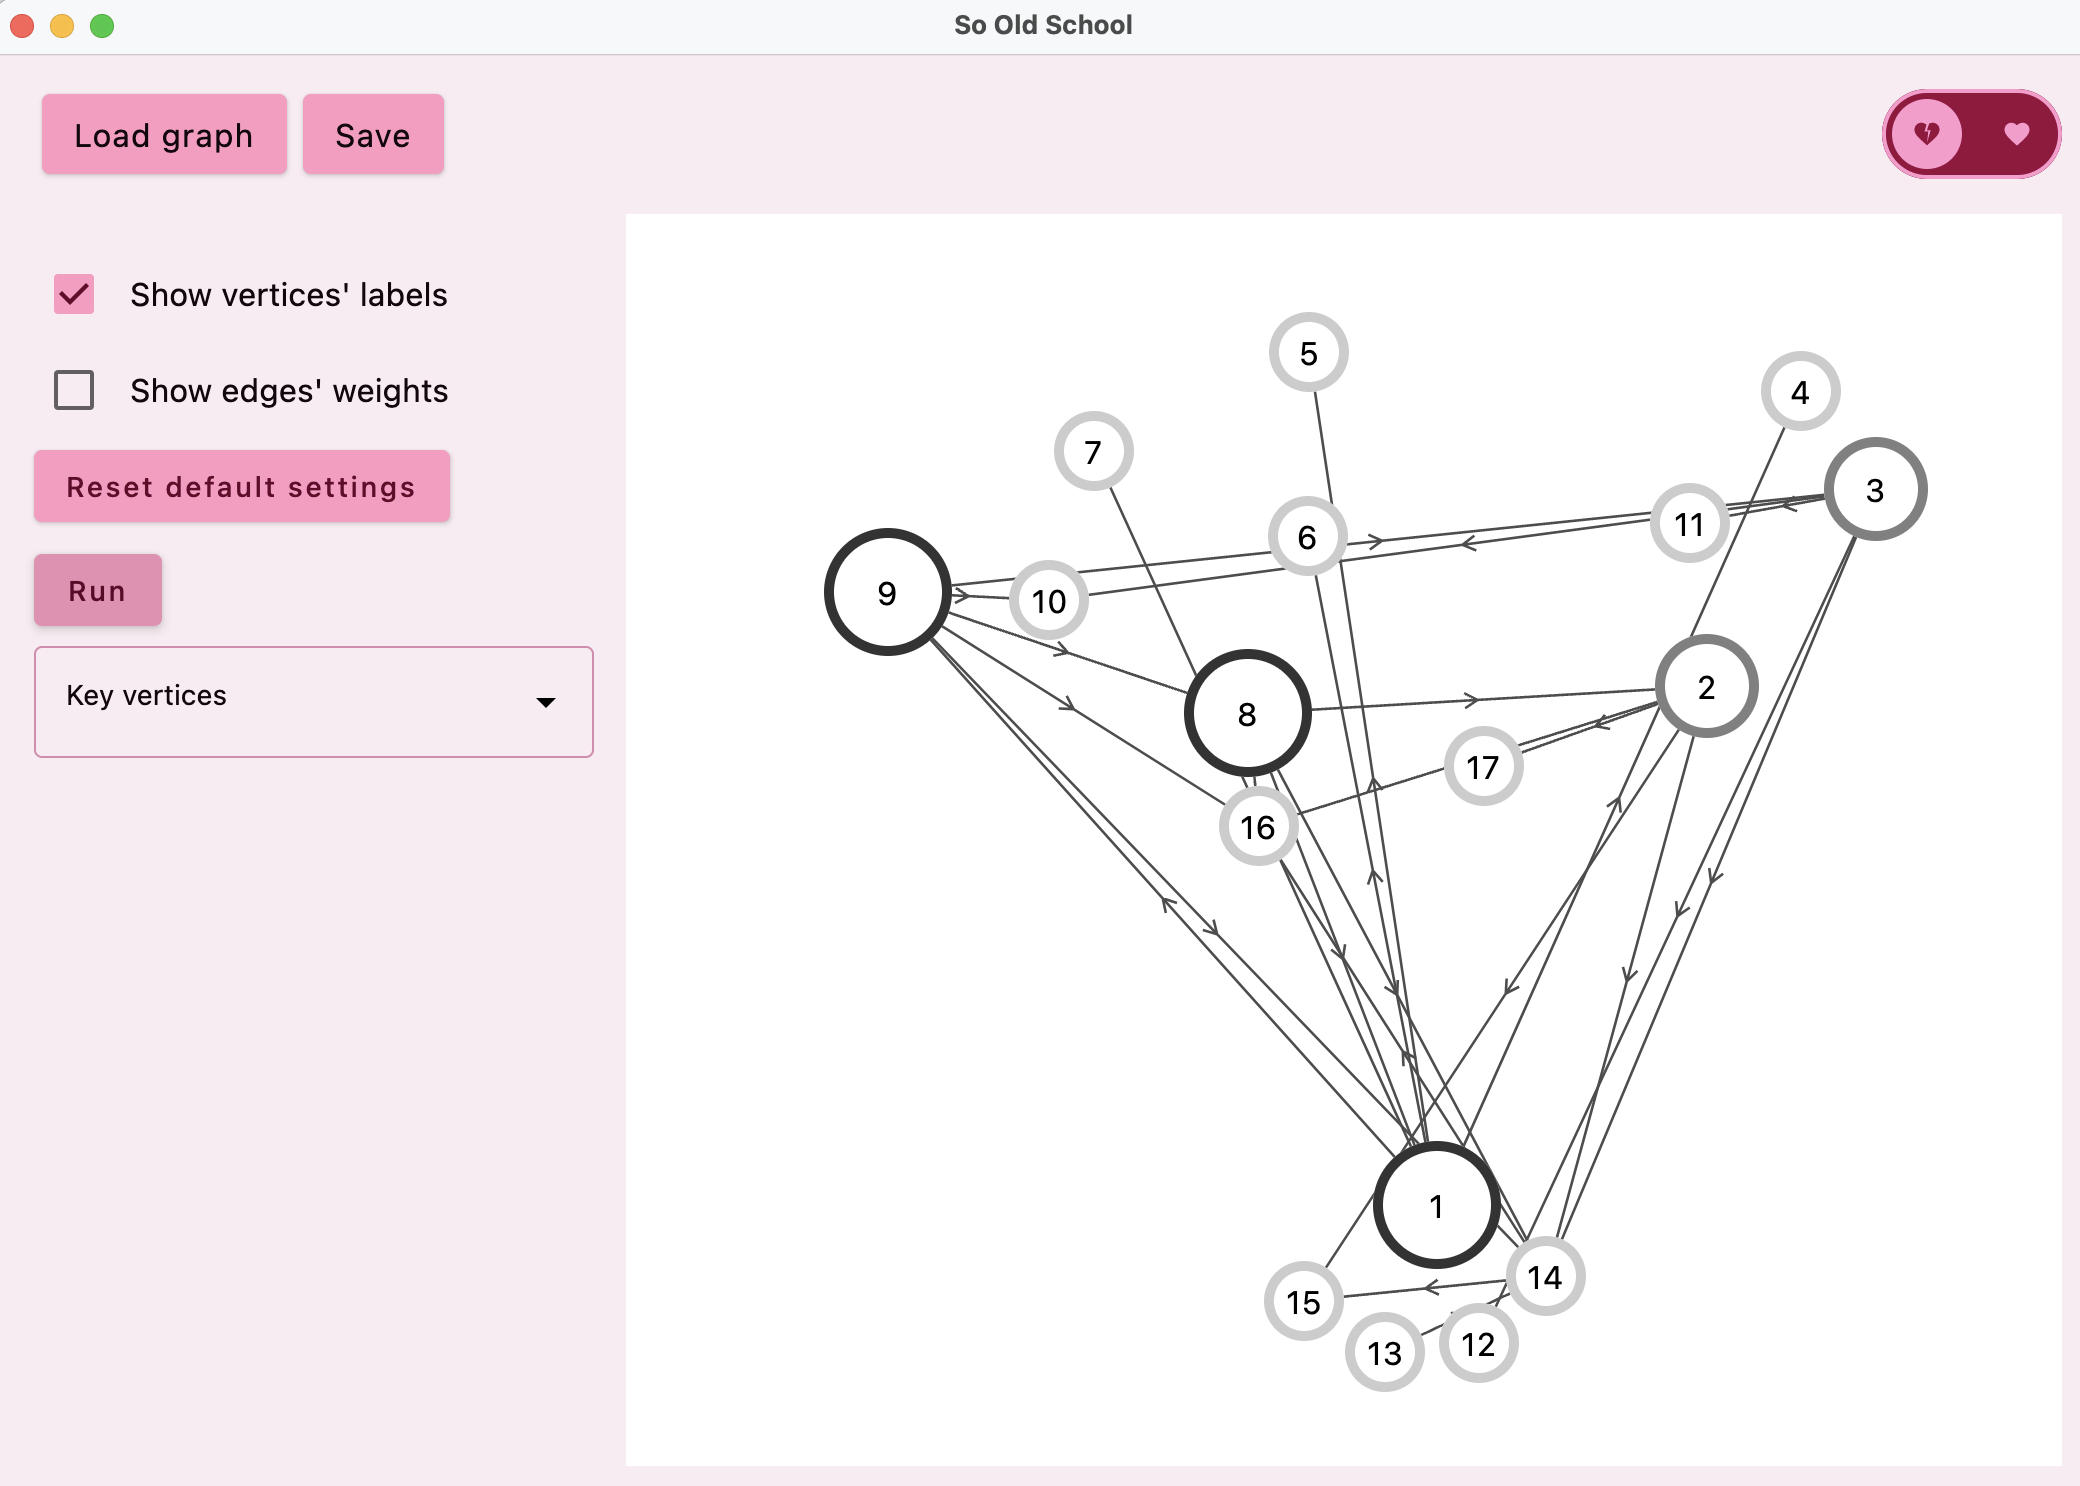 So Old School
Load graph
Save
Show vertices' labels
Show edges' weights
Reset default settings
Run
Key vertices
5
4
7
3
11
6
9
10
2
8
17
16
1
14
15
12
13